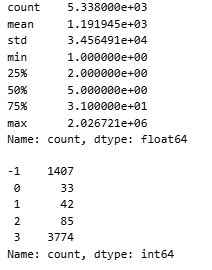 count 5.338000e+03
mean 1.191945e+03
std 3.456491e+04
min 1.000000e+00
25% 2.000000e+00
50% 5.000000e+00
75% 3.100000e+01
max 2.026721e+06
Name: count, dtype: float64
-1 1407
0 33
1 42
2 85
3 3774
Name: count, dtype: int64